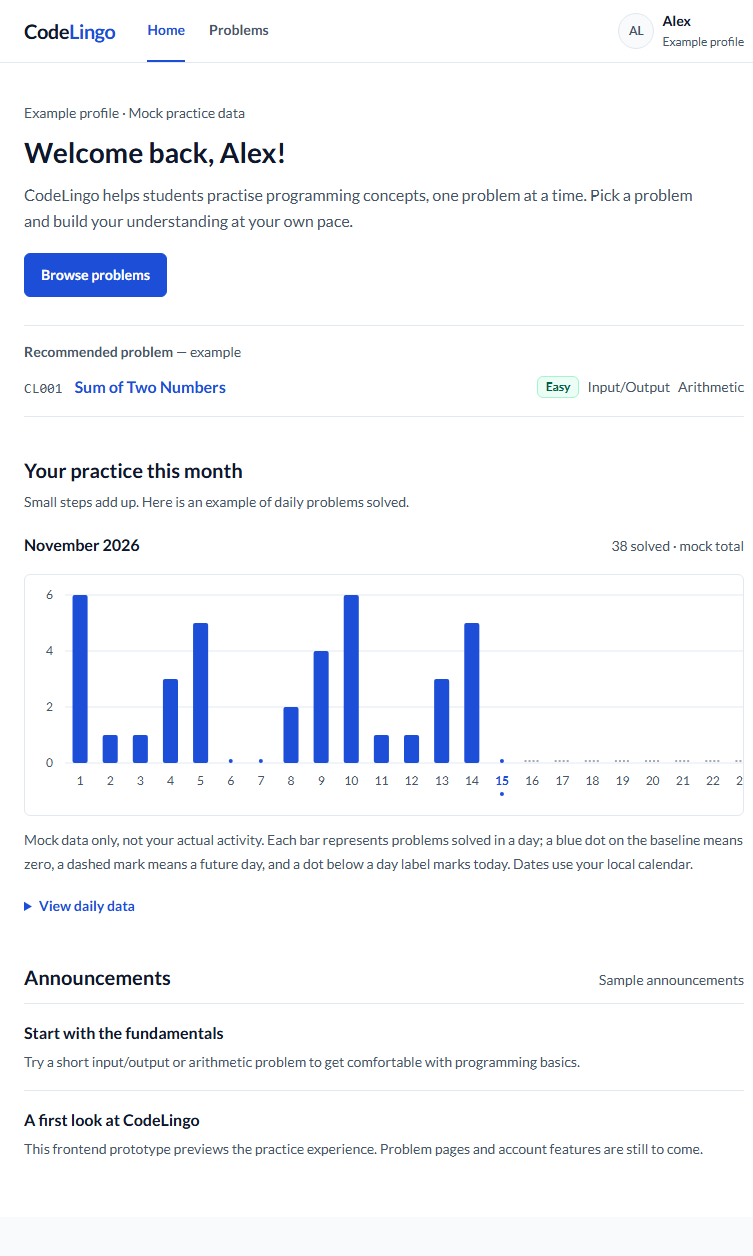 CodeLingo Home Problems AL Alex
Example profile
Example profile · Mock practice data
Welcome back, Alex!
CodeLingo helps students practise programming concepts, one problem at a time. Pick a problem
and build your understanding at your own pace.
Browse problems
Recommended problem — example
CL001 Sum of Two Numbers Easy Input/Output Arithmetic
Your practice this month
Small steps add up. Here is an example of daily problems solved.
November 2026 38 solved · mock total
6
4
2
0
1 2 3 4 5 6 7 8 9 10 11 12 13 14 15 16 17 18 19 20 21 22 2
Mock data only, not your actual activity. Each bar represents problems solved in a day; a blue dot on the baseline means
zero, a dashed mark means a future day, and a dot below a day label marks today. Dates use your local calendar.
View daily data
Announcements Sample announcements
Start with the fundamentals
Try a short input/output or arithmetic problem to get comfortable with programming basics.
A first look at CodeLingo
This frontend prototype previews the practice experience. Problem pages and account features are still to come.